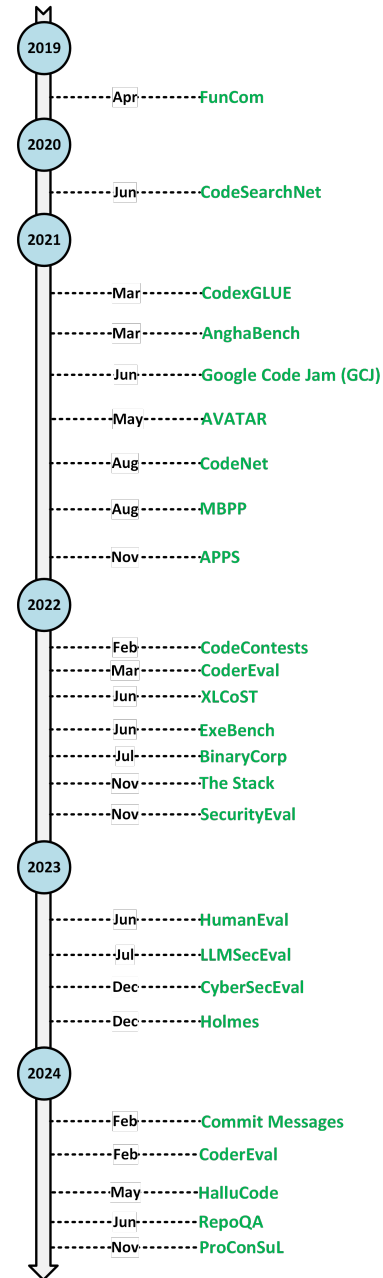 2019
Apr FunCom
2020
Jun CodeSearchNet
2021
Mar CodexGLUE
Mar AnghaBench
Jun Google Code Jam (GCJ)
May AVATAR
Aug CodeNet
Aug MBPP
Nov APPS
2022
Feb CodeContests
Mar CoderEval
Jun XLCoST
Jun ExeBench
Jul BinaryCorp
Nov The Stack
Nov SecurityEval
2023
Jun HumanEval
Jul LLMSecEval
Dec CyberSecEval
Dec Holmes
2024
Feb Commit Messages
Feb CoderEval
May HalluCode
Jun RepoQA
Nov ProConSuL